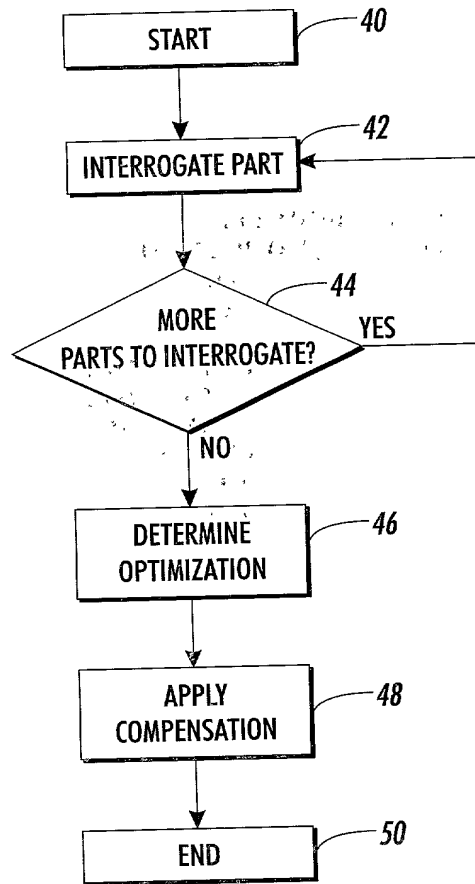 START
40
INTERROGATE PART
42
MORE
PARTS TO INTERROGATE?
44
YES
NO
DETERMINE
OPTIMIZATION
46
APPLY
COMPENSATION
48
END
50